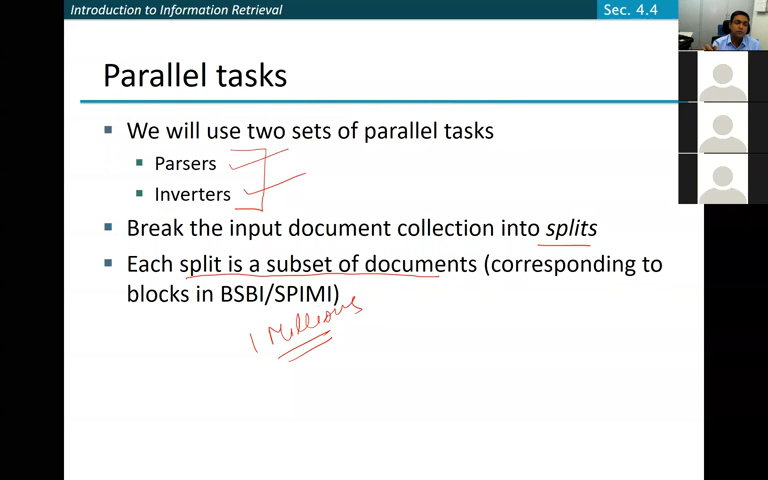 Introduction to Information Retrieval
Sec. 4.4
Parallel tasks
We will use two sets of parallel tasks
Parsers
Inverters
Break the input document collection into splits
Each split is a subset of documents (corresponding to
blocks in BSBI/SPIMI)
1 Millions